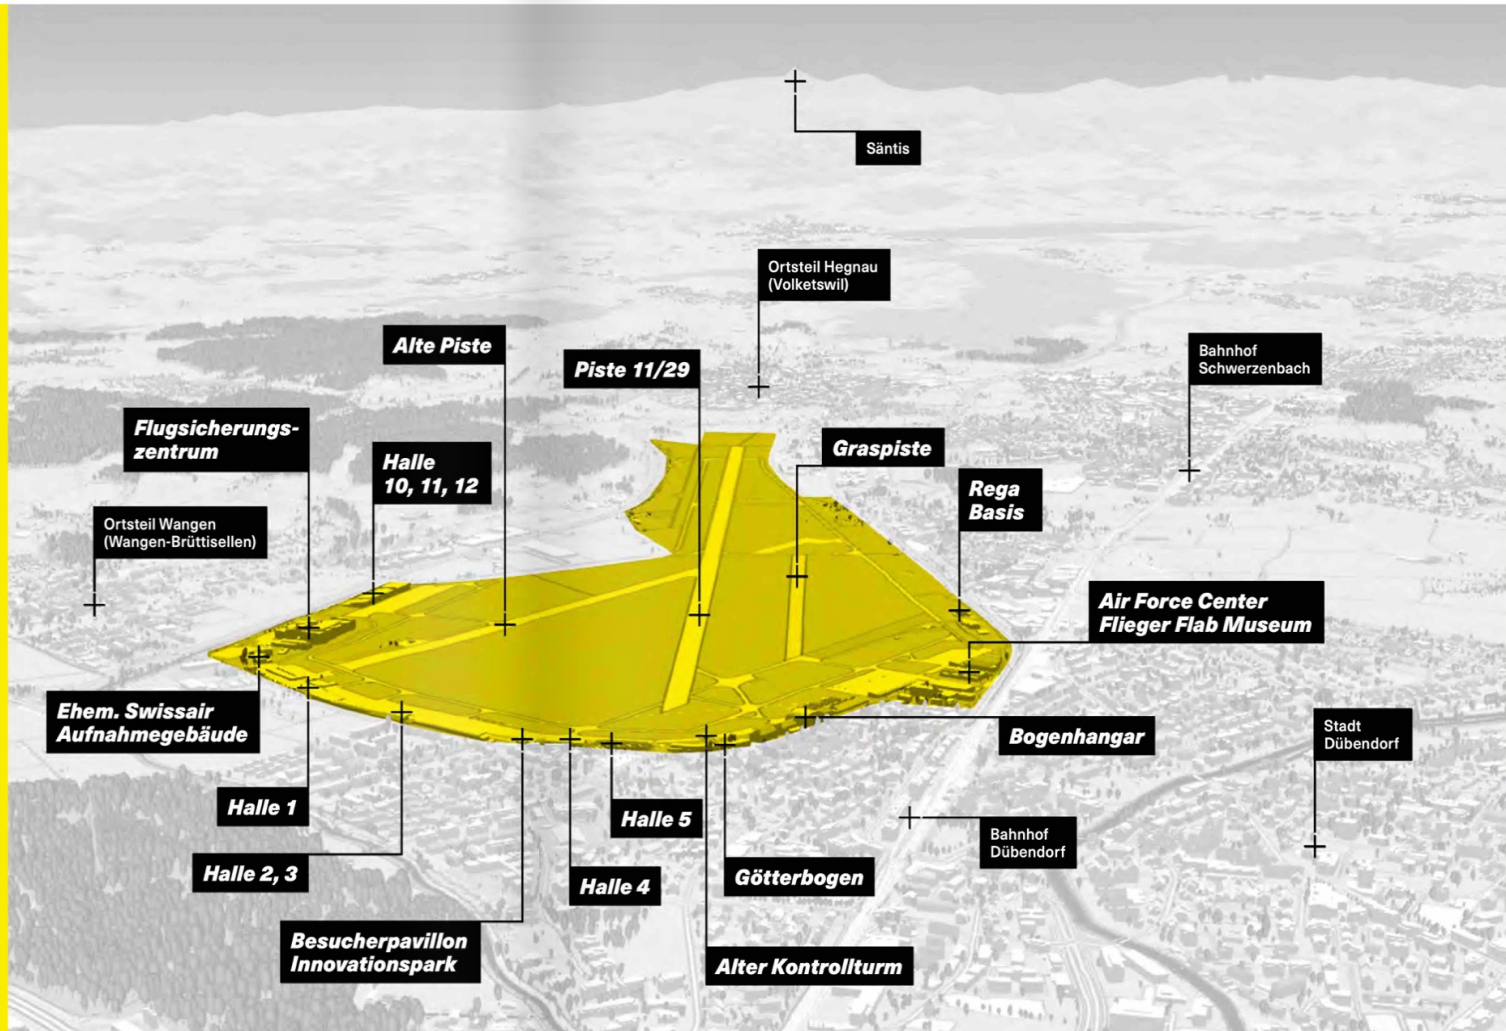 Säntis
Ortsteil Hegnau
(Volketswil)
Alte Piste
Piste 11/29
Bahnhof
Schwerzenbach
Flugsicherungs-
zentrum
Halle
10, 11, 12
Graspiste
Rega
Basis
Ortsteil Wangen
(Wangen-Brüttisellen)
Air Force Center
Flieger Flab Museum
Ehem. Swissair
Aufnahmegebäude
Bogenhangar
Stadt
Dübendorf
Halle 1
Halle 5
Bahnhof
Dübendorf
Halle 2, 3
Halle 4
Götterbogen
Besucherpavillon
Innovationspark
Alter Kontrollturm